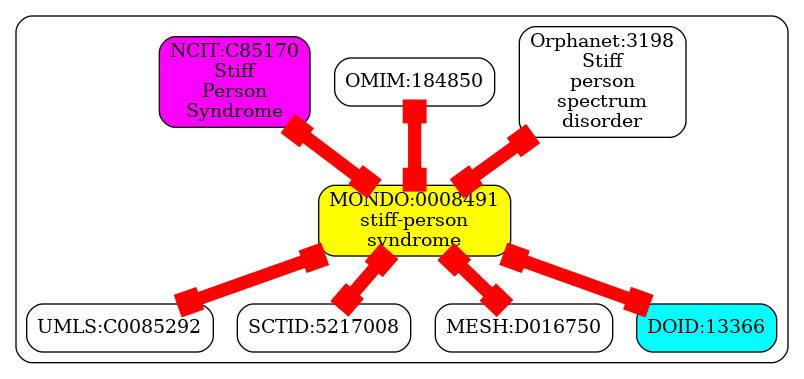 NCIT:C85170
Stiff
Person
Syndrome
OMIM:184850
Orphanet:3198
Stiff
person
spectrum
disorder
MONDO:0008491
stiff-person
syndrome
UMLS:C0085292
SCTID:5217008
MESH:D016750
DOID:13366